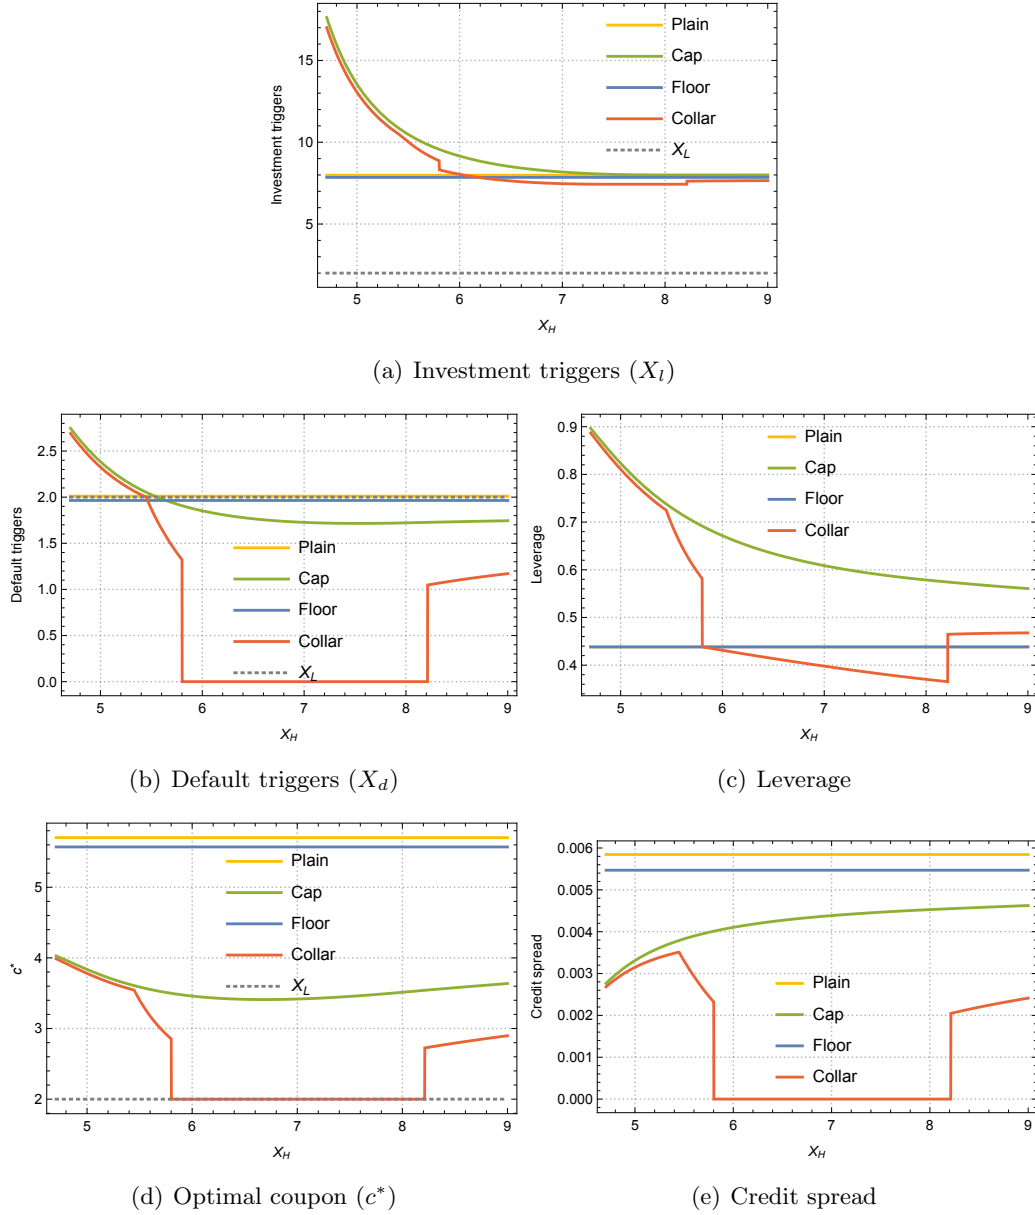 Plain
Cap
Floor
Collar
X_L
15
10
5
Investment triggers
5 6 7 8 9
X_H
(a) Investment triggers (X_l)
2.5
2.0
1.5
1.0
0.5
0.0
Default triggers
Plain
Cap
Floor
Collar
X_L
5 6 7 8 9
X_H
(b) Default triggers (X_d)
0.9
0.8
0.7
0.6
0.5
0.4
Leverage
Plain
Cap
Floor
Collar
5 6 7 8 9
X_H
(c) Leverage
5
4
3
2
c*
Plain
Cap
Floor
Collar
X_L
5 6 7 8 9
X_H
(d) Optimal coupon (c*)
0.006
0.005
0.004
0.003
0.002
0.001
0.000
Credit spread
Plain
Cap
Floor
Collar
5 6 7 8 9
X_H
(e) Credit spread